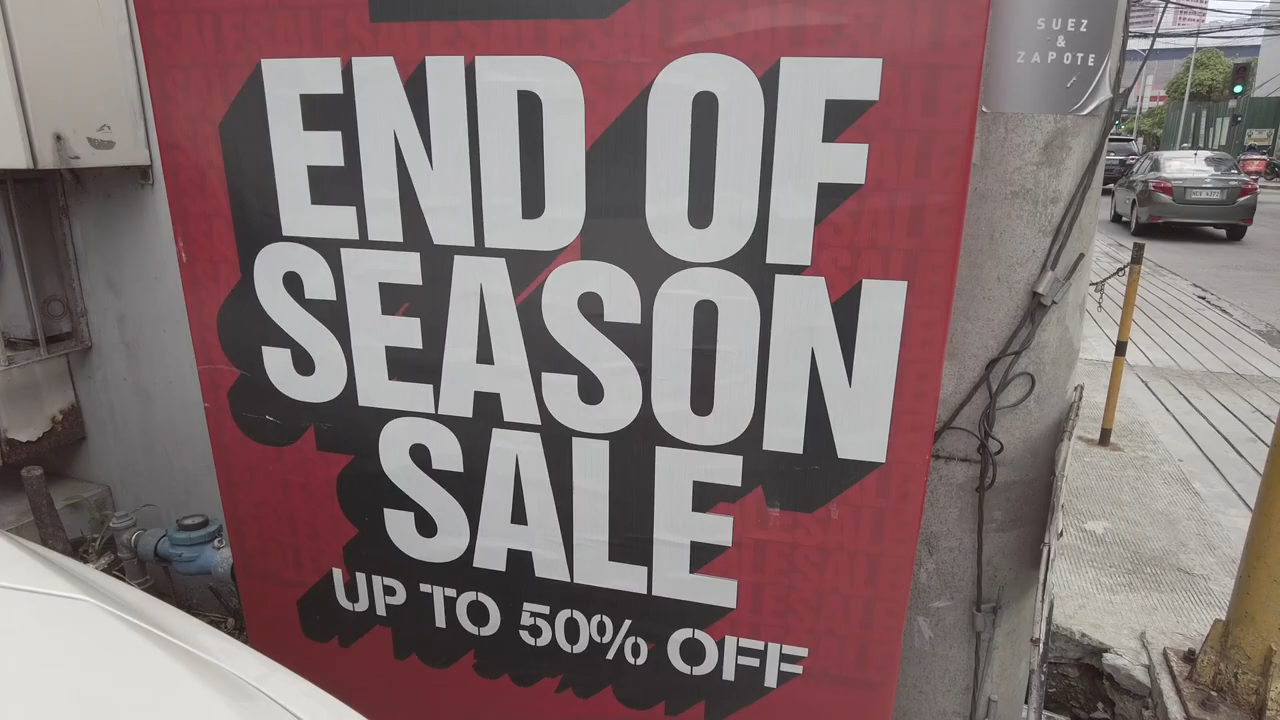 END OF
SEASON
SALE
UP TO 50% OFF
SUEZ
&
ZAPOTE